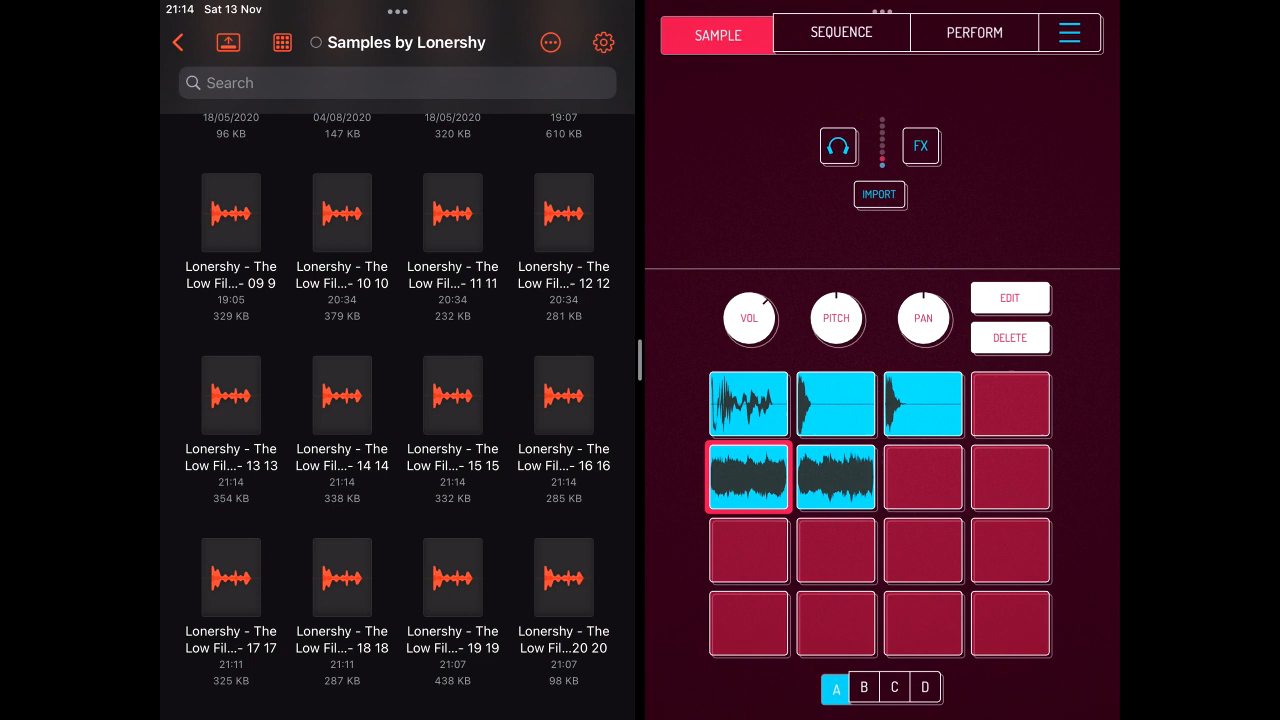 21:14 Sat 13 Nov
Samples by Lonershy
Search
18/05/2020 04/08/2020 18/05/2020 19:07
96 KB 147 KB 320 KB 610 KB
Lonershy - The Lonershy - The Lonershy - The Lonershy - The
Low Fil...- 09 9 Low Fil...- 10 10 Low Fil...- 11 11 Low Fil...- 12 12
19:05 20:34 20:34 20:34
329 KB 379 KB 232 KB 281 KB
Lonershy - The Lonershy - The Lonershy - The Lonershy - The
Low Fil...- 13 13 Low Fil...- 14 14 Low Fil...- 15 15 Low Fil...- 16 16
21:14 21:14 21:14 21:14
354 KB 338 KB 332 KB 285 KB
Lonershy - The Lonershy - The Lonershy - The Lonershy - The
Low Fil...- 17 17 Low Fil...- 18 18 Low Fil...- 19 19 Low Fil...20 20
21:11 21:11 21:07 21:07
325 KB 287 KB 438 KB 98 KB
SAMPLE SEQUENCE PERFORM
FX
IMPORT
VOL PITCH PAN EDIT
DELETE
A B C D